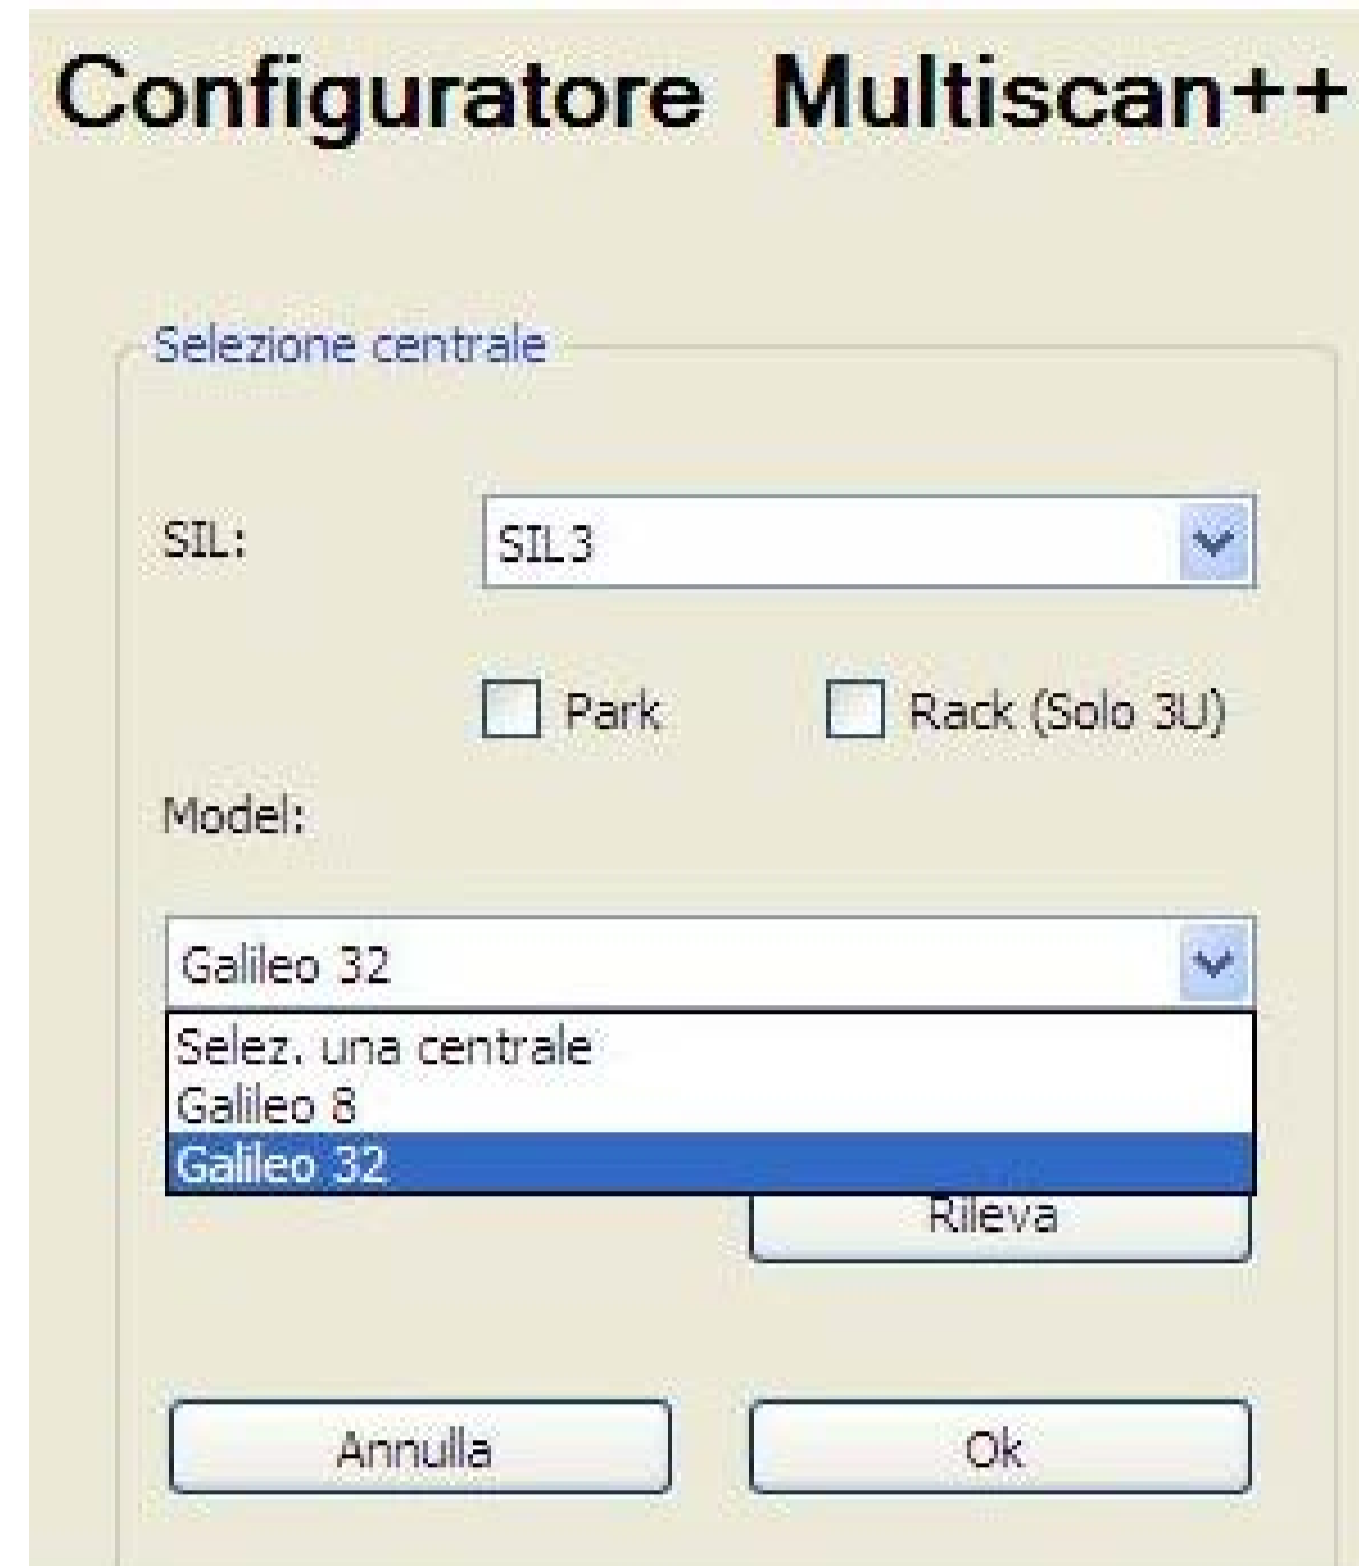 Configuratore Multiscan++
Selezione centrale
SIL: SIL3
Park Rack (Solo 3U)
Model:
Galileo 32
Selez. una centrale
Galileo 8
Galileo 32
Rileva
Annulla Ok